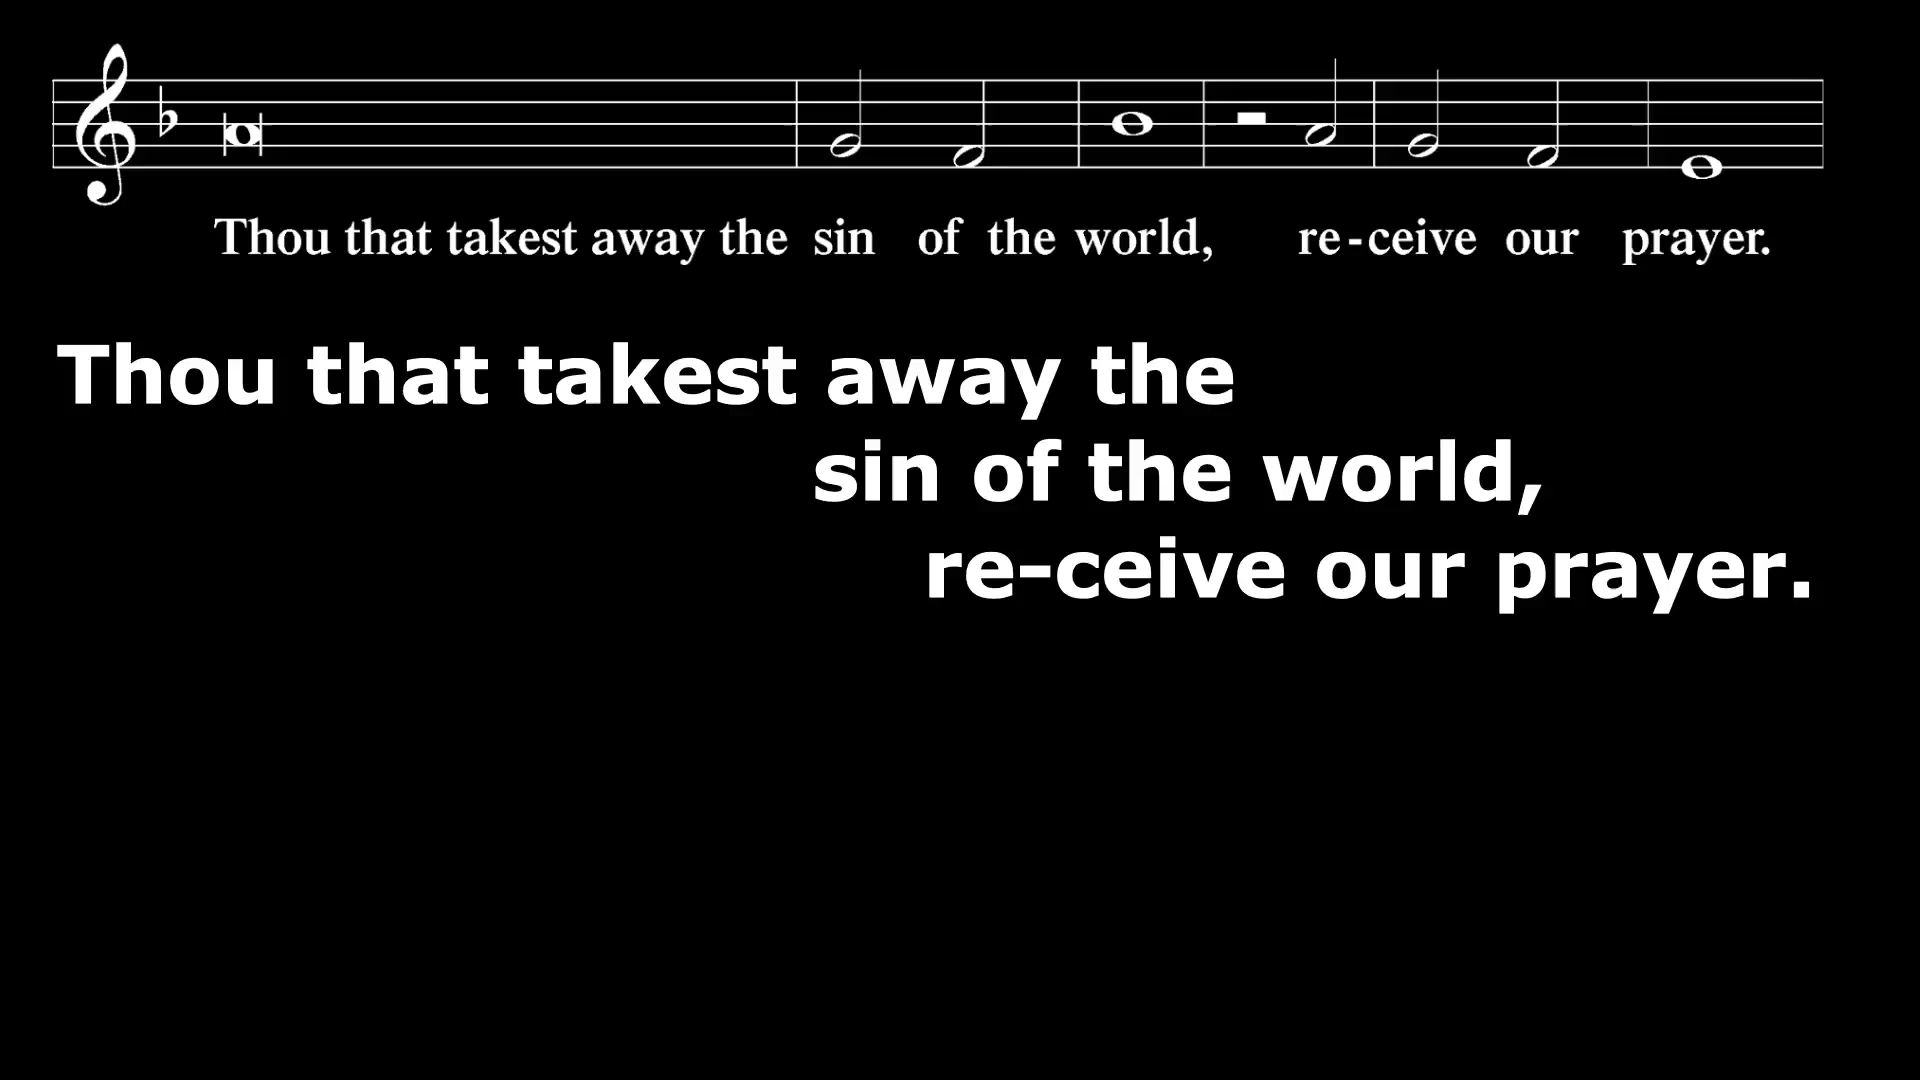 Thou that takest away the sin of the world, re-ceive our prayer.
Thou that takest away the
sin of the world,
re-ceive our prayer.